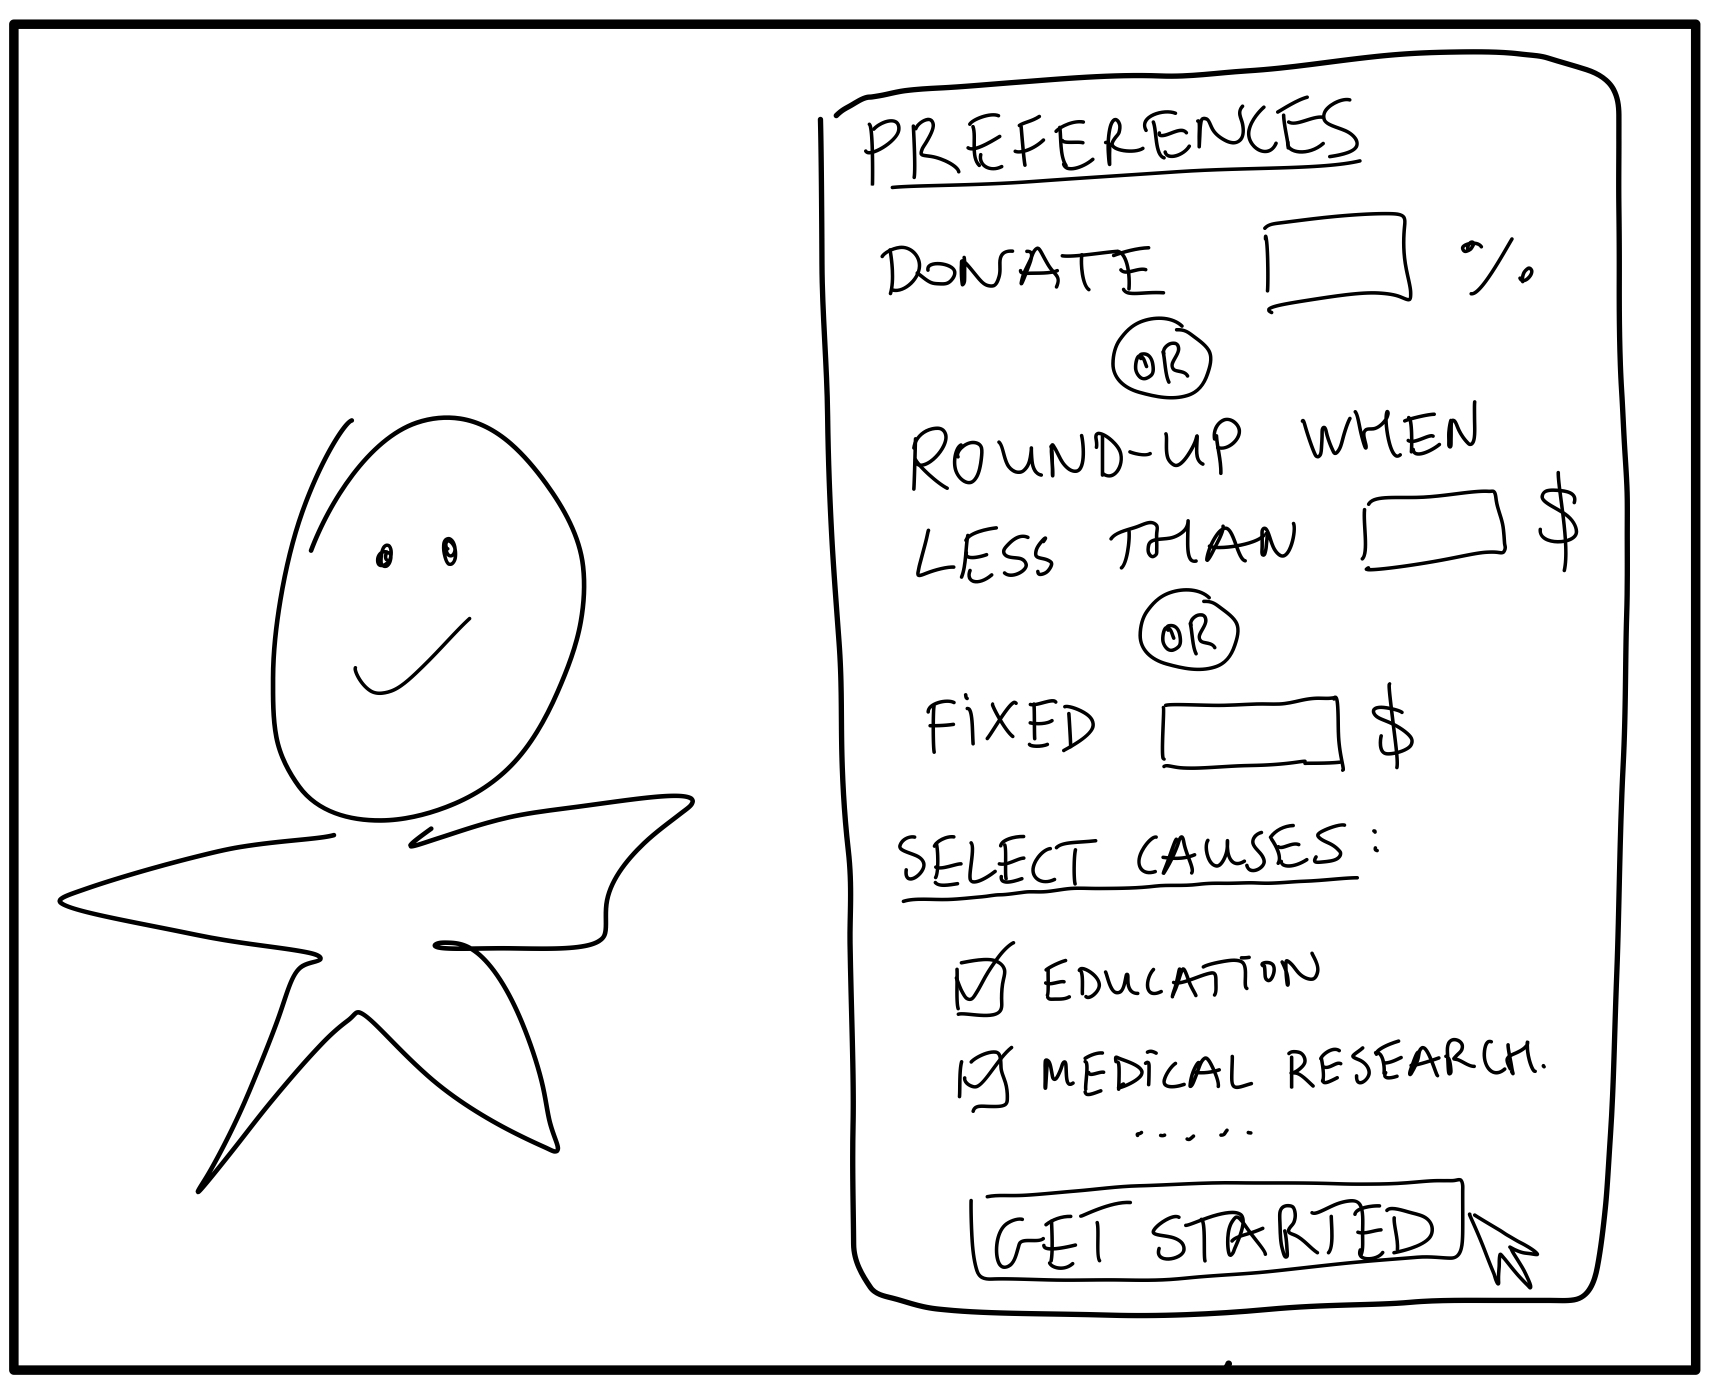 PREFERENCES
DONATE %
OR
ROUND-UP WHEN
LESS THAN $
OR
FIXED $
SELECT CAUSES:
EDUCATION
MEDICAL RESEARCH.
.....
GET STARTED